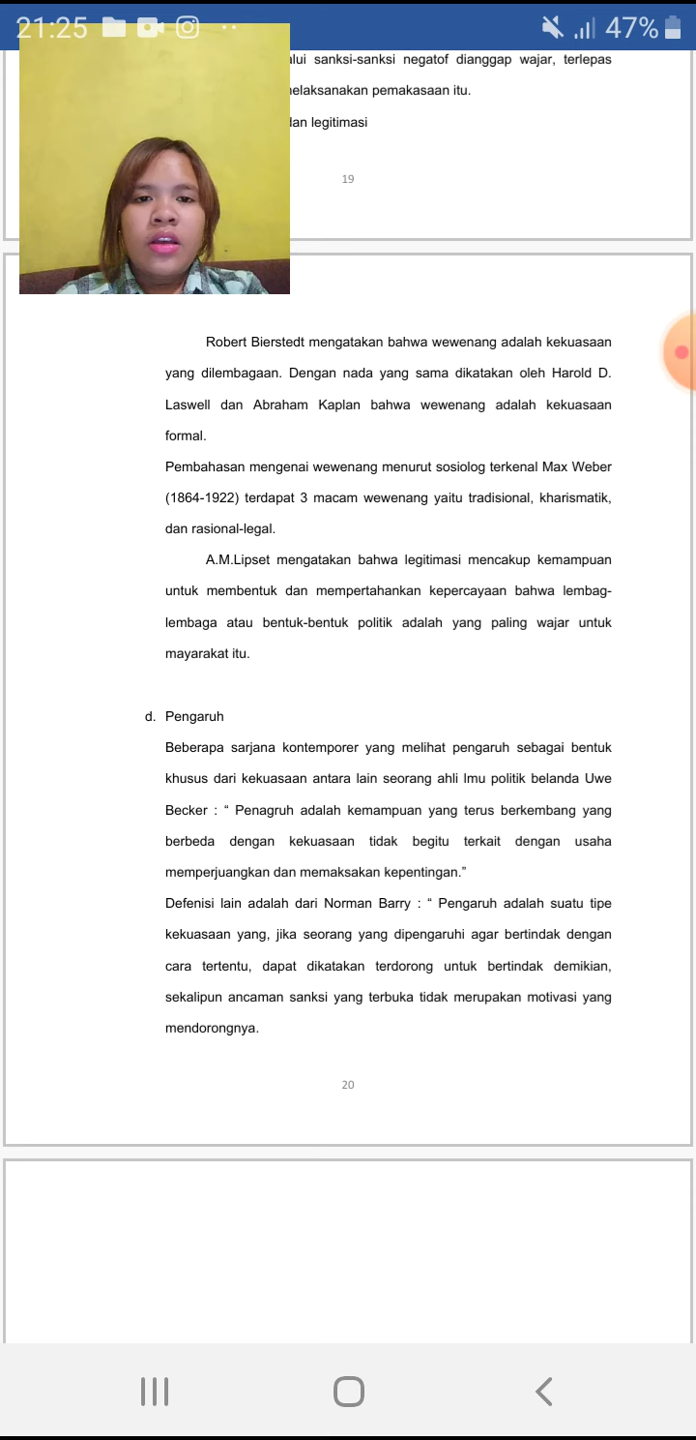 21:25 47%
sanksi-sanksi negatof dianggap wajar, terlepas
pemakasaan itu.
legitimasi
19
Robert Bierstedt mengatakan bahwa wewenang adalah kekuasaan
yang dilembagaan. Dengan nada yang sama dikatakan oleh Harold D.
Laswell dan Abraham Kaplan bahwa wewenang adalah kekuasaan
formal.
Pembahasan mengenai wewenang menurut sosiolog terkenal Max Weber
(1864-1922) terdapat 3 macam wewenang yaitu tradisional, kharismatik,
dan rasional-legal.
A.M.Lipset mengatakan bahwa legitimasi mencakup kemampuan
untuk membentuk dan mempertahankan kepercayaan bahwa lembag-
lembaga atau bentuk-bentuk politik adalah yang paling wajar untuk
mayarakat itu.
d. Pengaruh
Beberapa sarjana kontemporer yang melihat pengaruh sebagai bentuk
khusus dari kekuasaan antara lain seorang ahli lmu politik belanda Uwe
Becker : “ Penagruh adalah kemampuan yang terus berkembang yang
berbeda dengan kekuasaan tidak begitu terkait dengan usaha
memperjuangkan dan memaksakan kepentingan.”
Defenisi lain adalah dari Norman Barry : “ Pengaruh adalah suatu tipe
kekuasaan yang, jika seorang yang dipengaruhi agar bertindak dengan
cara tertentu, dapat dikatakan terdorong untuk bertindak demikian,
sekalipun ancaman sanksi yang terbuka tidak merupakan motivasi yang
mendorongnya.
20